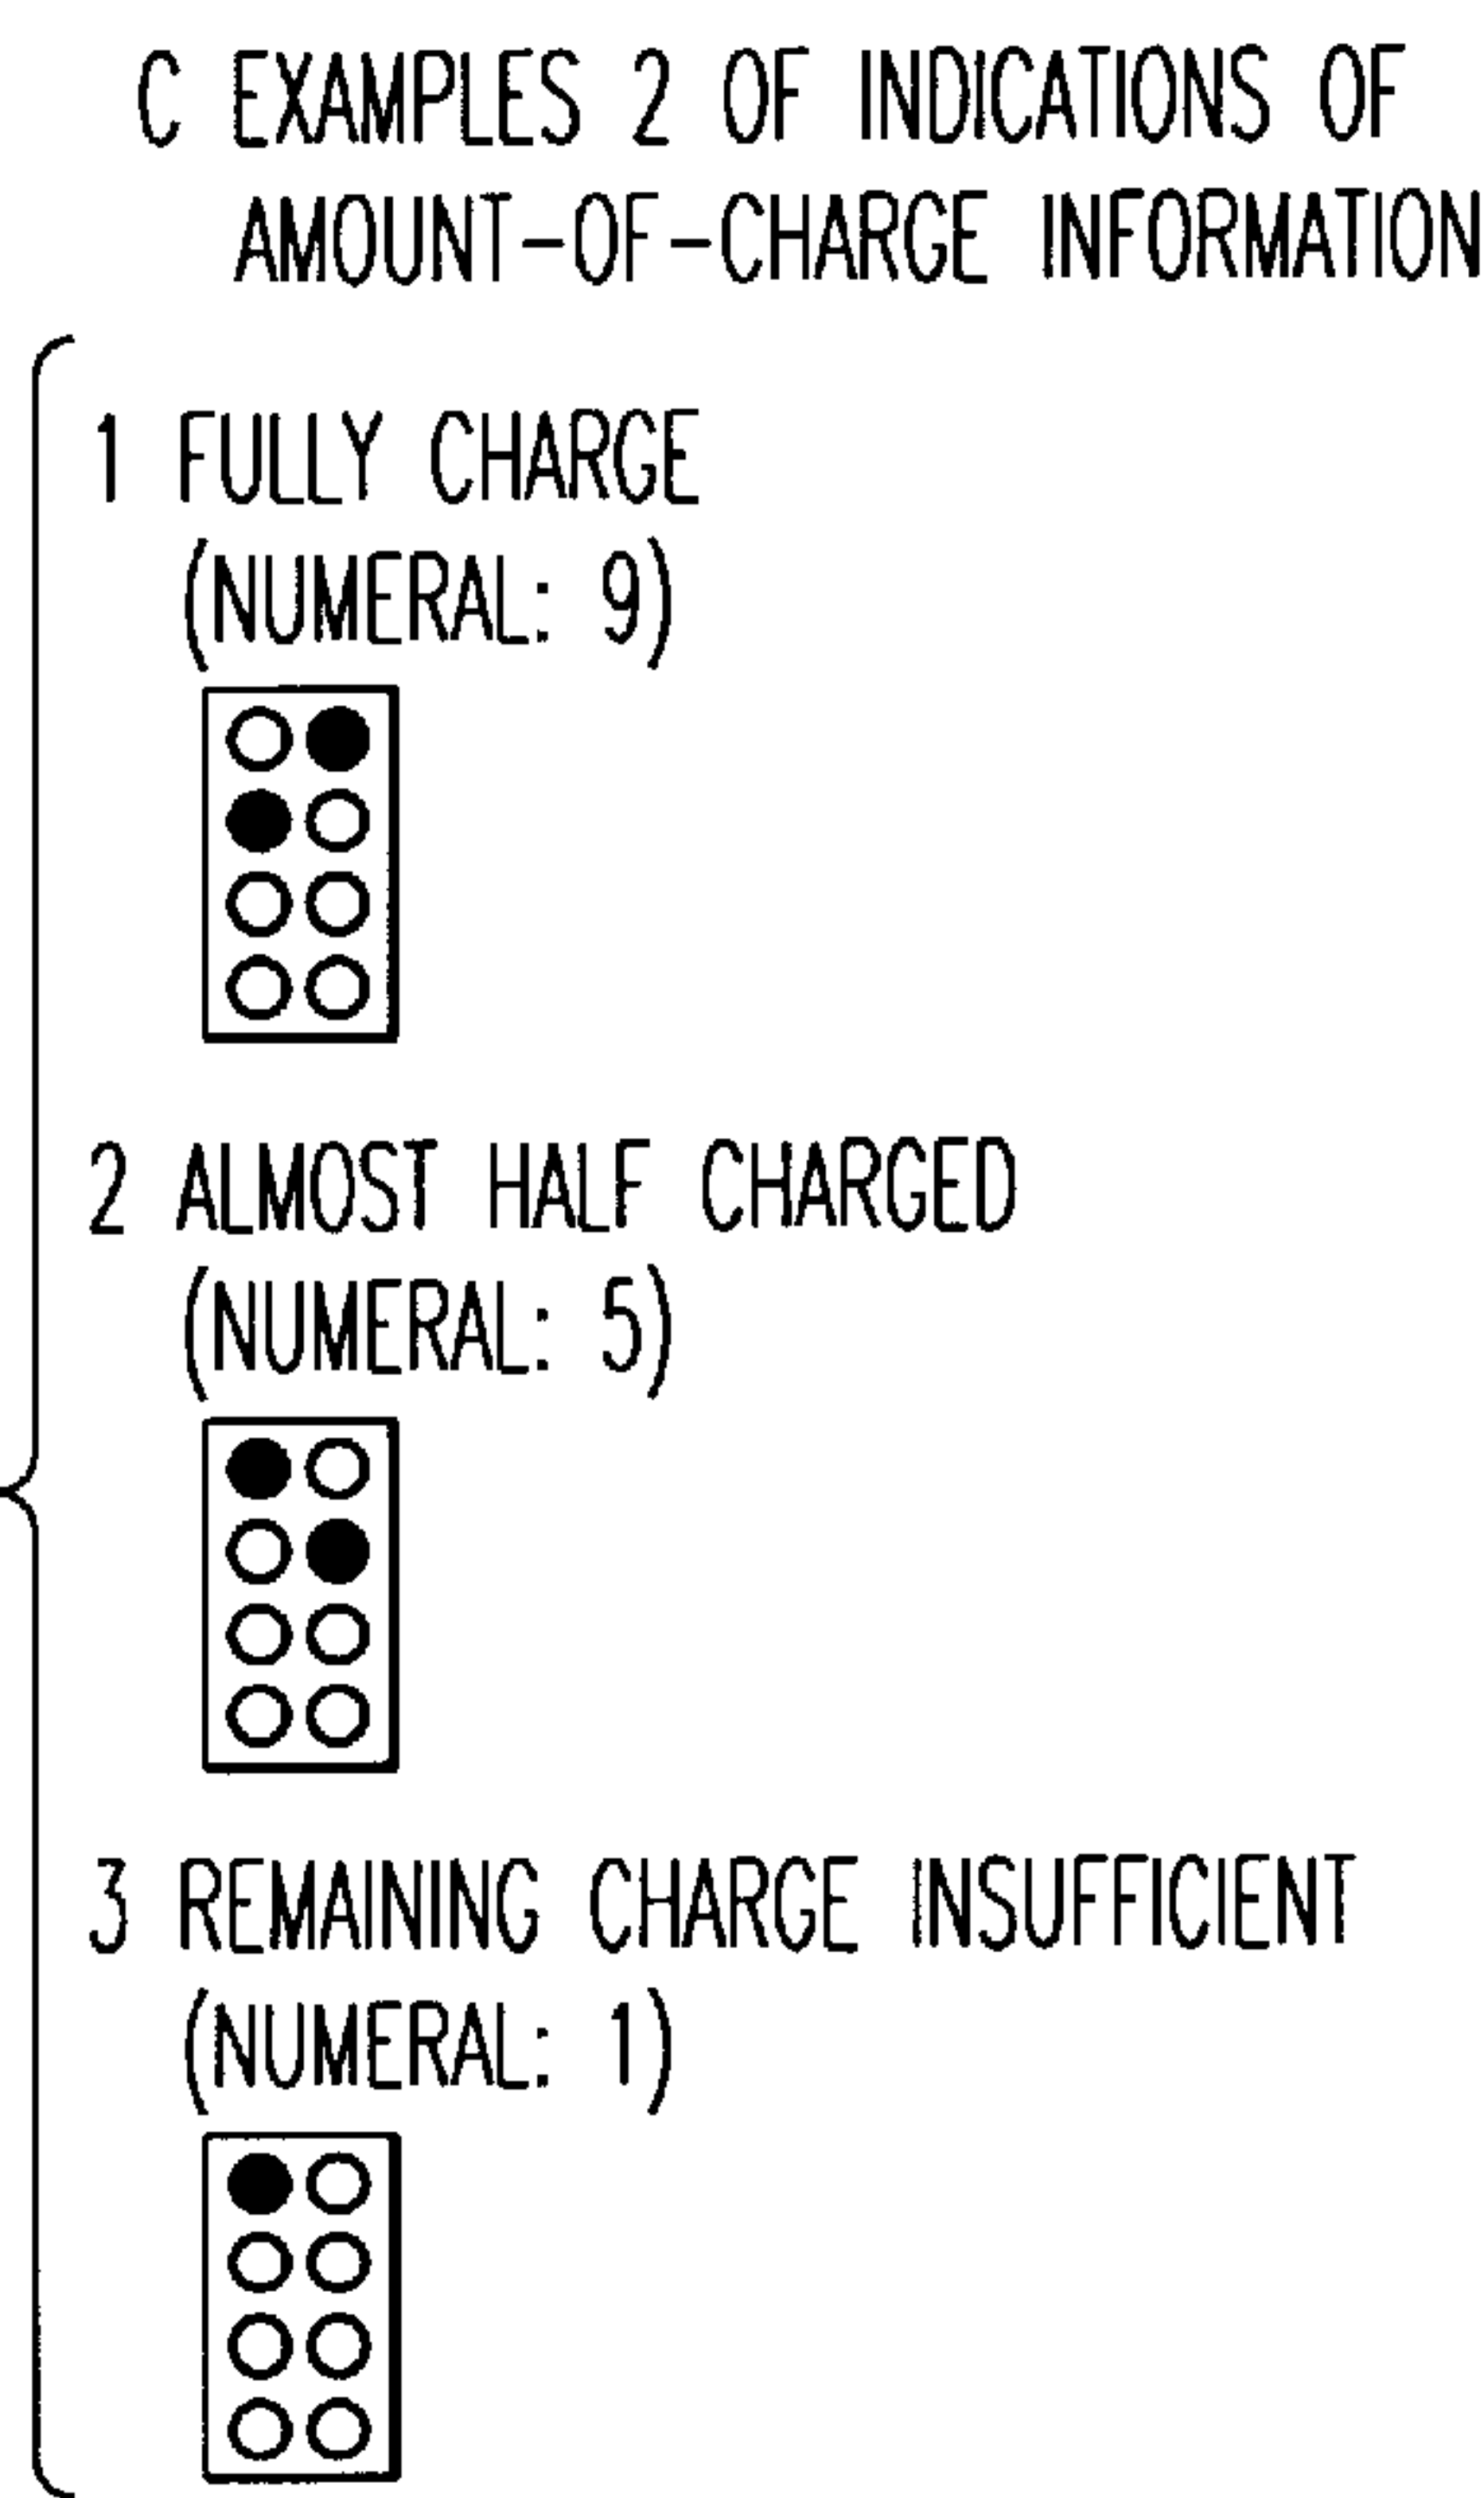 C EXAMPLES 2 OF INDICATIONS OF
AMOUNT-OF-CHARGE INFORMATION
1 FULLY CHARGE
(NUMERAL: 9)
2 ALMOST HALF CHARGED
(NUMERAL: 5)
3 REMAINING CHARGE INSUFFICIENT
(NUMERAL: 1)